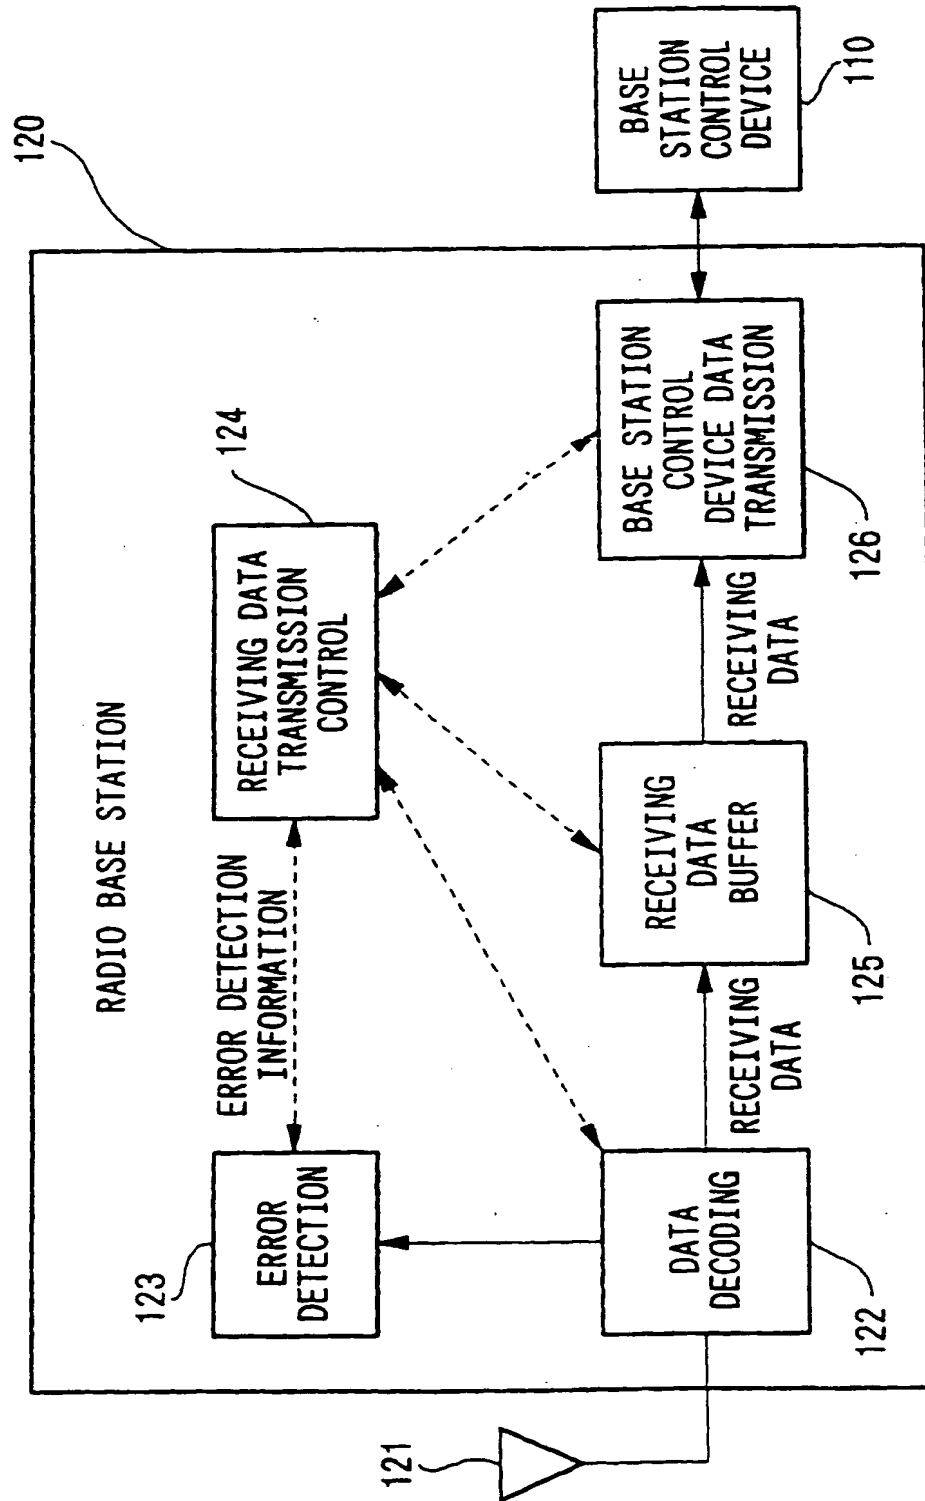 120
RADIO BASE STATION
123
ERROR
DETECTION
ERROR DETECTION
INFORMATION
124
RECEIVING DATA
TRANSMISSION
CONTROL
121
DATA
DECODING
122
RECEIVING
DATA
RECEIVING
DATA
BUFFER
125
RECEIVING
DATA
BASE STATION
CONTROL
DEVICE DATA
TRANSMISSION
126
BASE
STATION
CONTROL
DEVICE
110